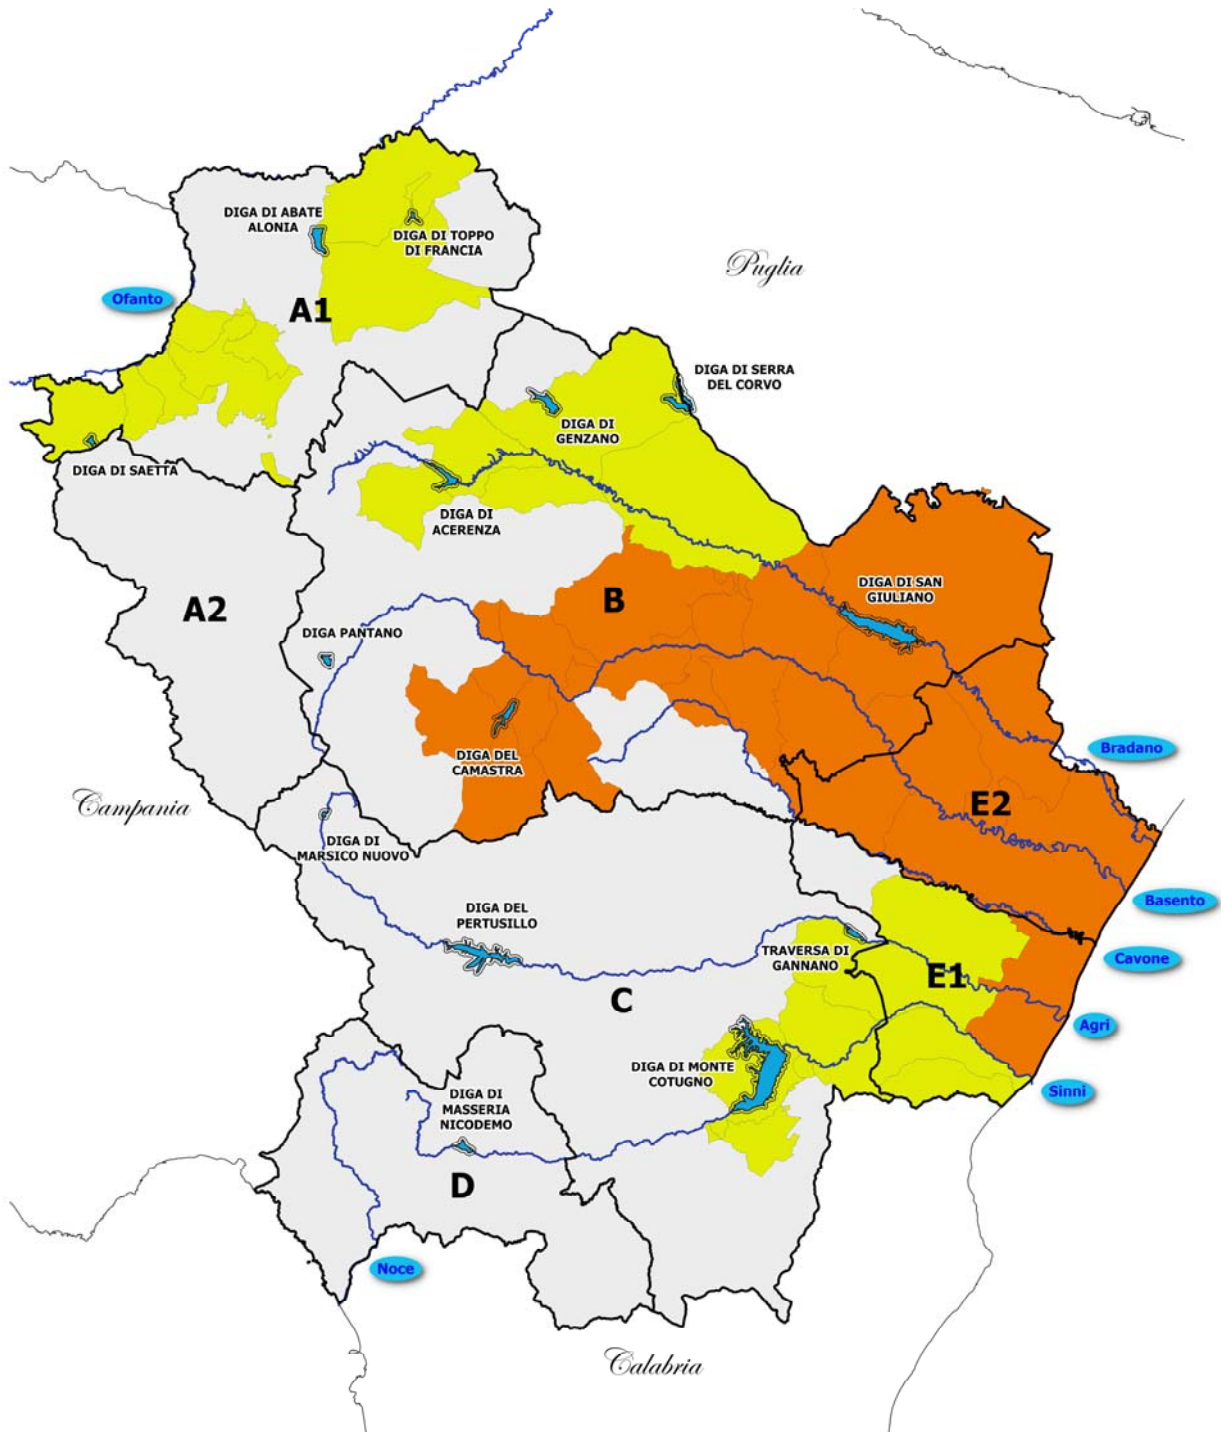 DIGA DI ABATE
ALONIA
DIGA DI TOPPO
DI FRANCIA
Puglia
Ofanto
A1
DIGA DI SERRA
DEL CORVO
DIGA DI
GENZANO
DIGA DI SAETTA
DIGA DI
ACERENZA
A2
B
DIGA DI SAN
GIULIANO
DIGA PANTANO
DIGA DEL
CAMASTRA
Bradano
Campania
E2
DIGA DI
MARSICO NUOVO
Basento
DIGA DEL
PERTUSILLO
TRAVERSA DI
GANNANO
Cavone
E1
C
Agri
DIGA DI MONTE
COTUGNO
Sinni
DIGA DI
MASSERIA
NICODEMO
D
Noce
Calabria